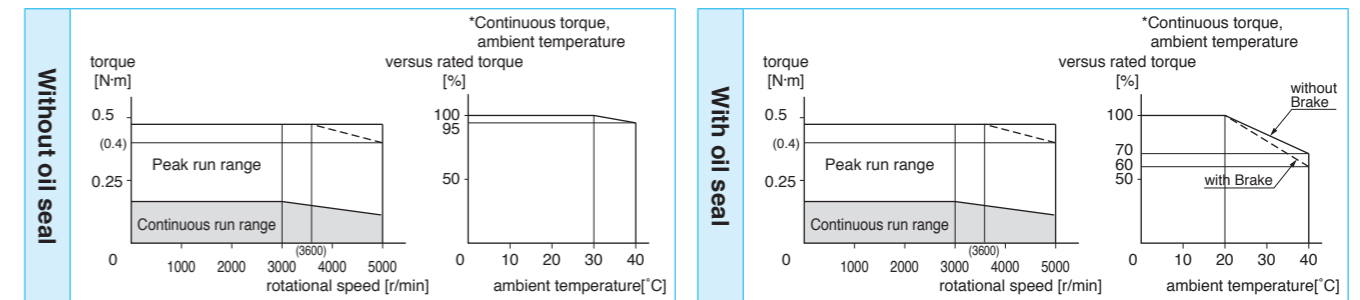 Without oil seal
torque
[N·m]
0.5
(0.4)
0.25
0
Peak run range
Continuous run range
(3600)
1000 2000 3000 4000 5000
rotational speed [r/min]
*Continuous torque,
ambient temperature
versus rated torque
[%]
100
95
50
0 10 20 30 40
ambient temperature[˚C]
With oil seal
torque
[N·m]
0.5
(0.4)
0.25
0
Peak run range
Continuous run range
(3600)
1000 2000 3000 4000 5000
rotational speed [r/min]
*Continuous torque,
ambient temperature
versus rated torque
[%]
without
Brake
100
70
60
50
with Brake
0 10 20 30 40
ambient temperature[˚C]